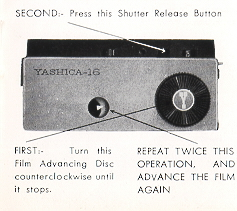 SECOND:- Press this Shutter Release Button
YASHICA-16
FIRST:- Turn this
Film Advancing Disc
counterclockwise until
it stops.
REPEAT TWICE THIS
OPERATION, AND
ADVANCE THE FILM
AGAIN